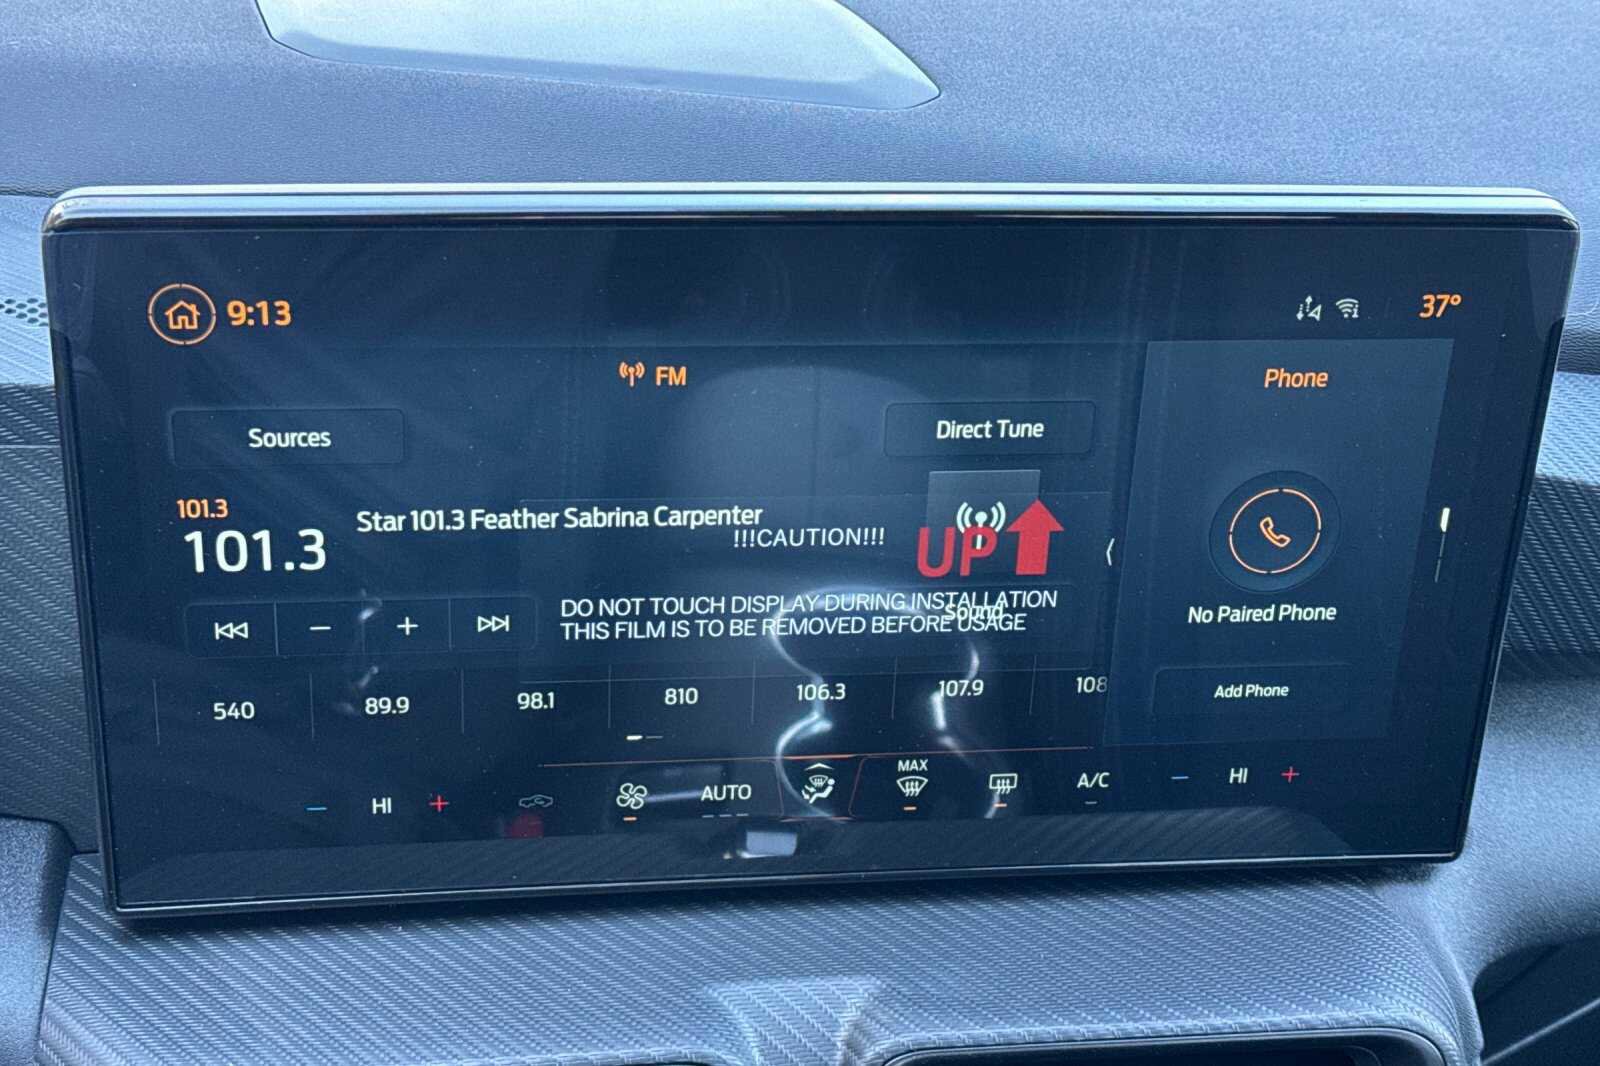 9:13
37°
FM
Phone
Sources
Direct Tune
101.3
101.3
Star 101.3 Feather Sabrina Carpenter
!!!CAUTION!!!
UP
DO NOT TOUCH DISPLAY DURING INSTALLATION
THIS FILM IS TO BE REMOVED BEFORE USAGE
Sound
No Paired Phone
Add Phone
540
89.9
98.1
810
106.3
107.9
108
HI
AUTO
MAX
A/C
HI